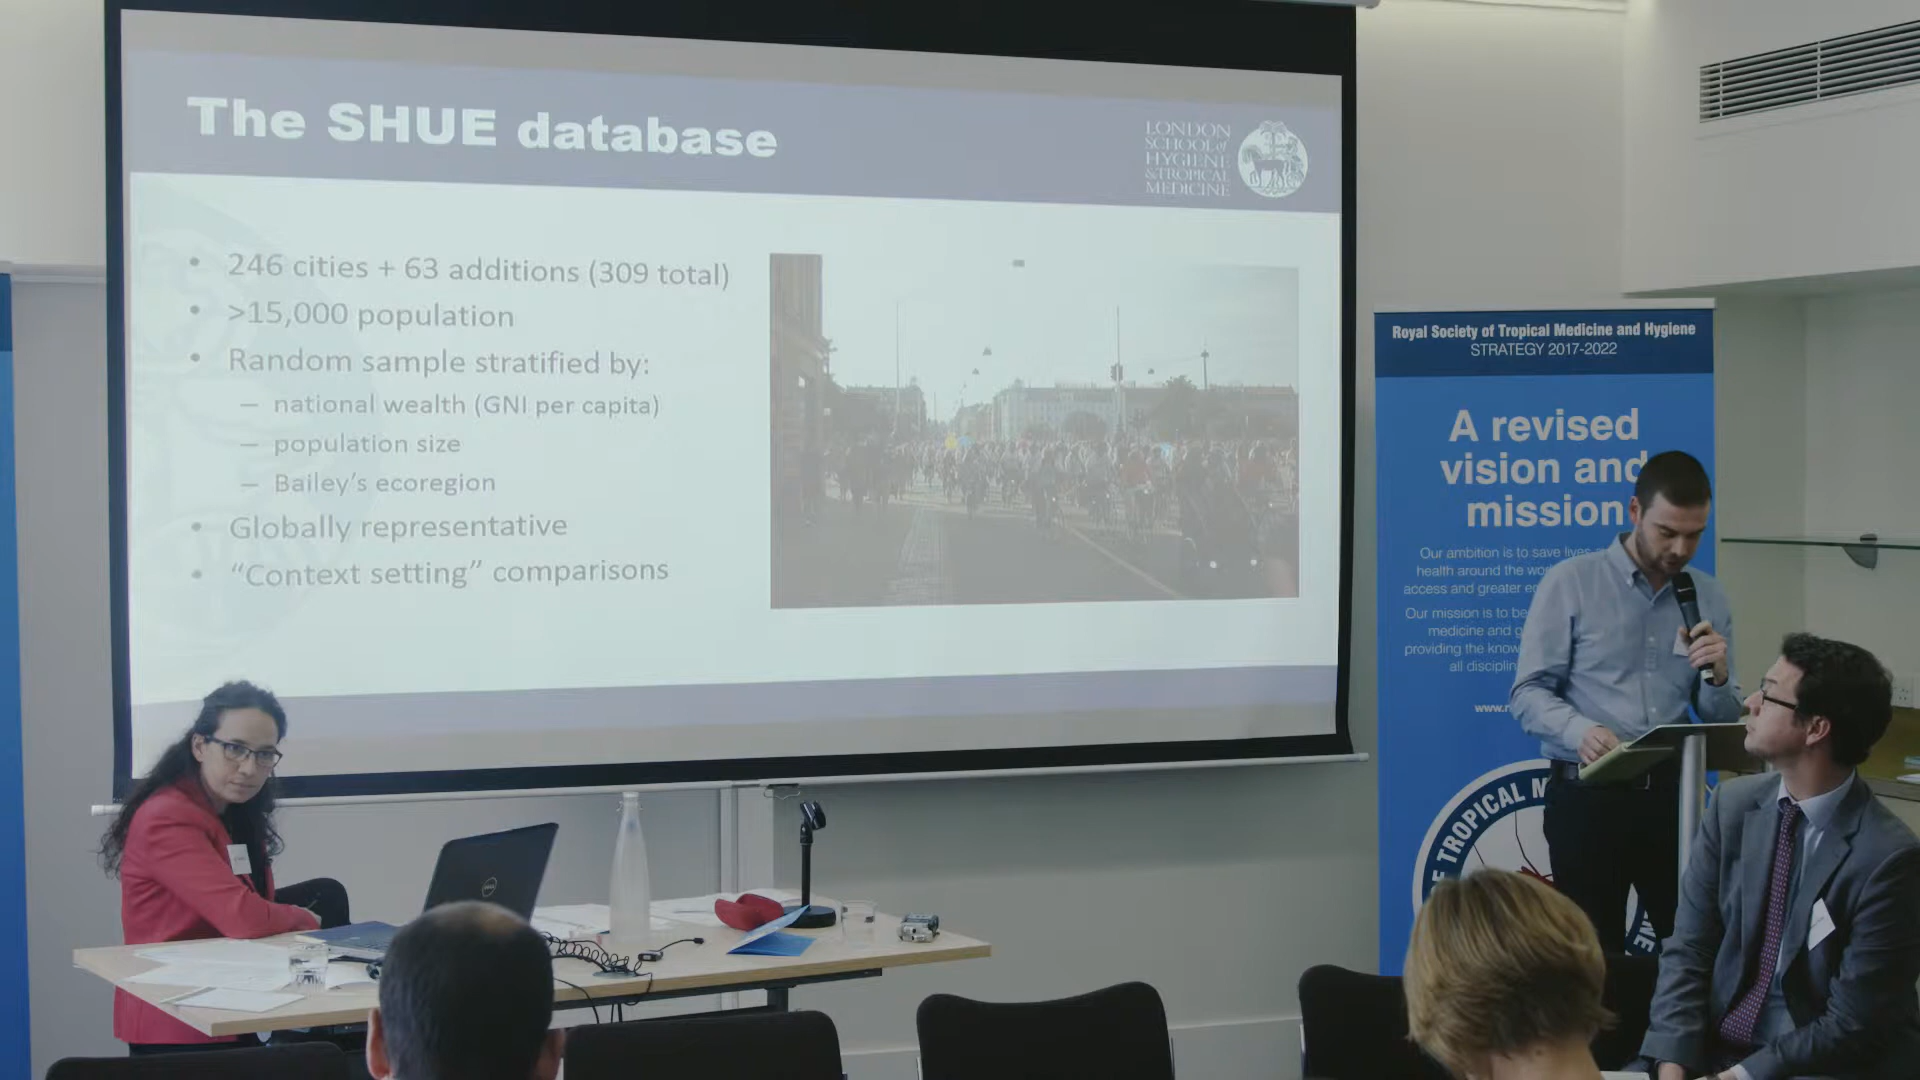 The SHUE database
LONDON
SCHOOL of
HYGIENE
& TROPICAL
MEDICINE
• 246 cities + 63 additions (309 total)
• >15,000 population
• Random sample stratified by:
– national wealth (GNI per capita)
– population size
– Bailey's ecoregion
• Globally representative
• “Context setting” comparisons
Royal Society of Tropical Medicine and Hygiene
STRATEGY 2017-2022
A revised
vision and
mission
Our ambition is to save lives
health around the
access and greater
Our mission is to be
medicine and
providing the
all
TROPICAL
DELL